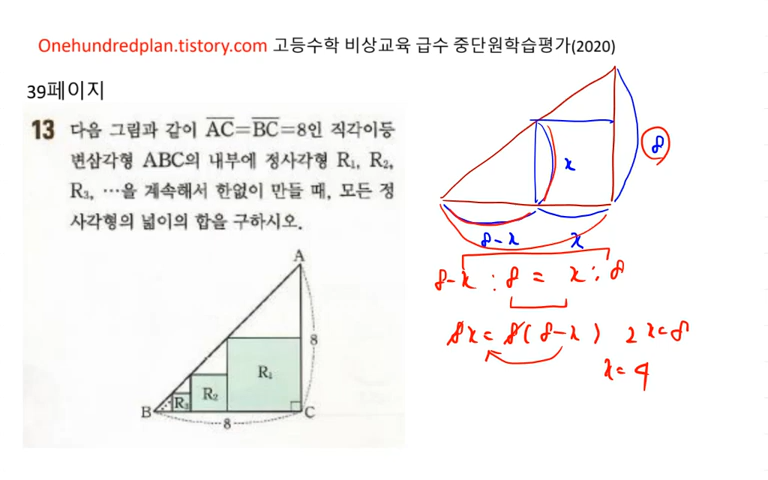 Onehundredplan.tistory.com 고등수학 비상교육 급수 중단원학습평가(2020)
39페이지
13 다음 그림과 같이 AC=BC=8인 직각이등
변삼각형 ABC의 내부에 정사각형 R₁, R₂,
R₃, …을 계속해서 한없이 만들 때, 모든 정
사각형의 넓이의 합을 구하시오.
A
8
R₁
R₂
R₃
B
C
8
8
x
8-x
x
8-x : 8 = x : 8
8x = 8(8-x) 2x=8
x=4